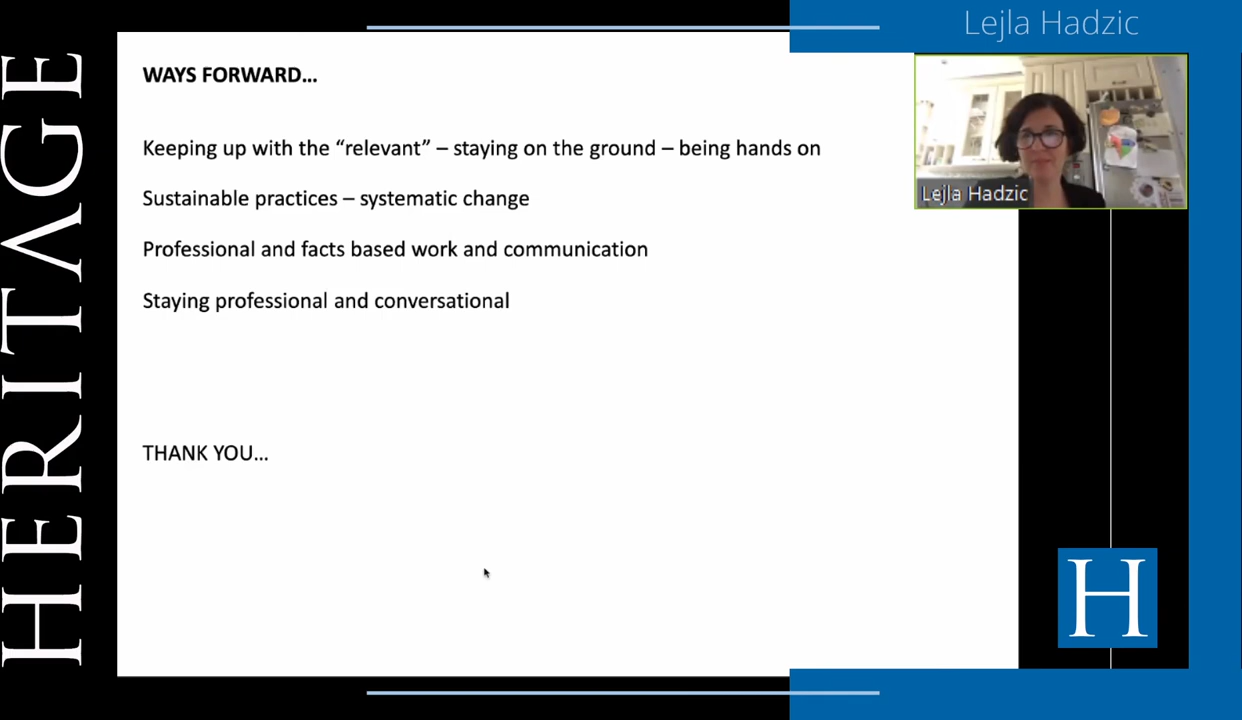 HERITAGE
Lejla Hadzic
WAYS FORWARD...
Keeping up with the “relevant” – staying on the ground – being hands on
Sustainable practices – systematic change
Professional and facts based work and communication
Staying professional and conversational
THANK YOU...
Lejla Hadzic
H